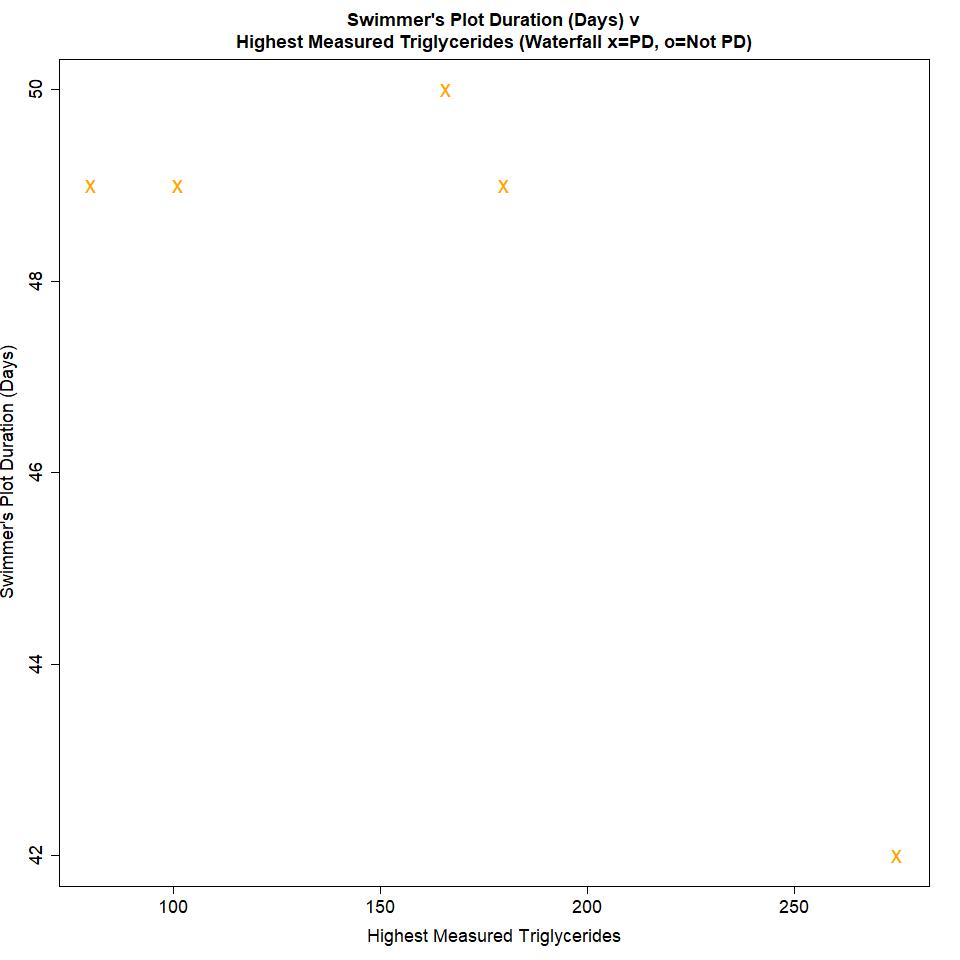 Swimmer's Plot Duration (Days) v
Highest Measured Triglycerides (Waterfall x=PD, o=Not PD)
50
48
46
44
42
Swimmer's Plot Duration (Days)
X
X
X
X
X
100
150
200
250
Highest Measured Triglycerides